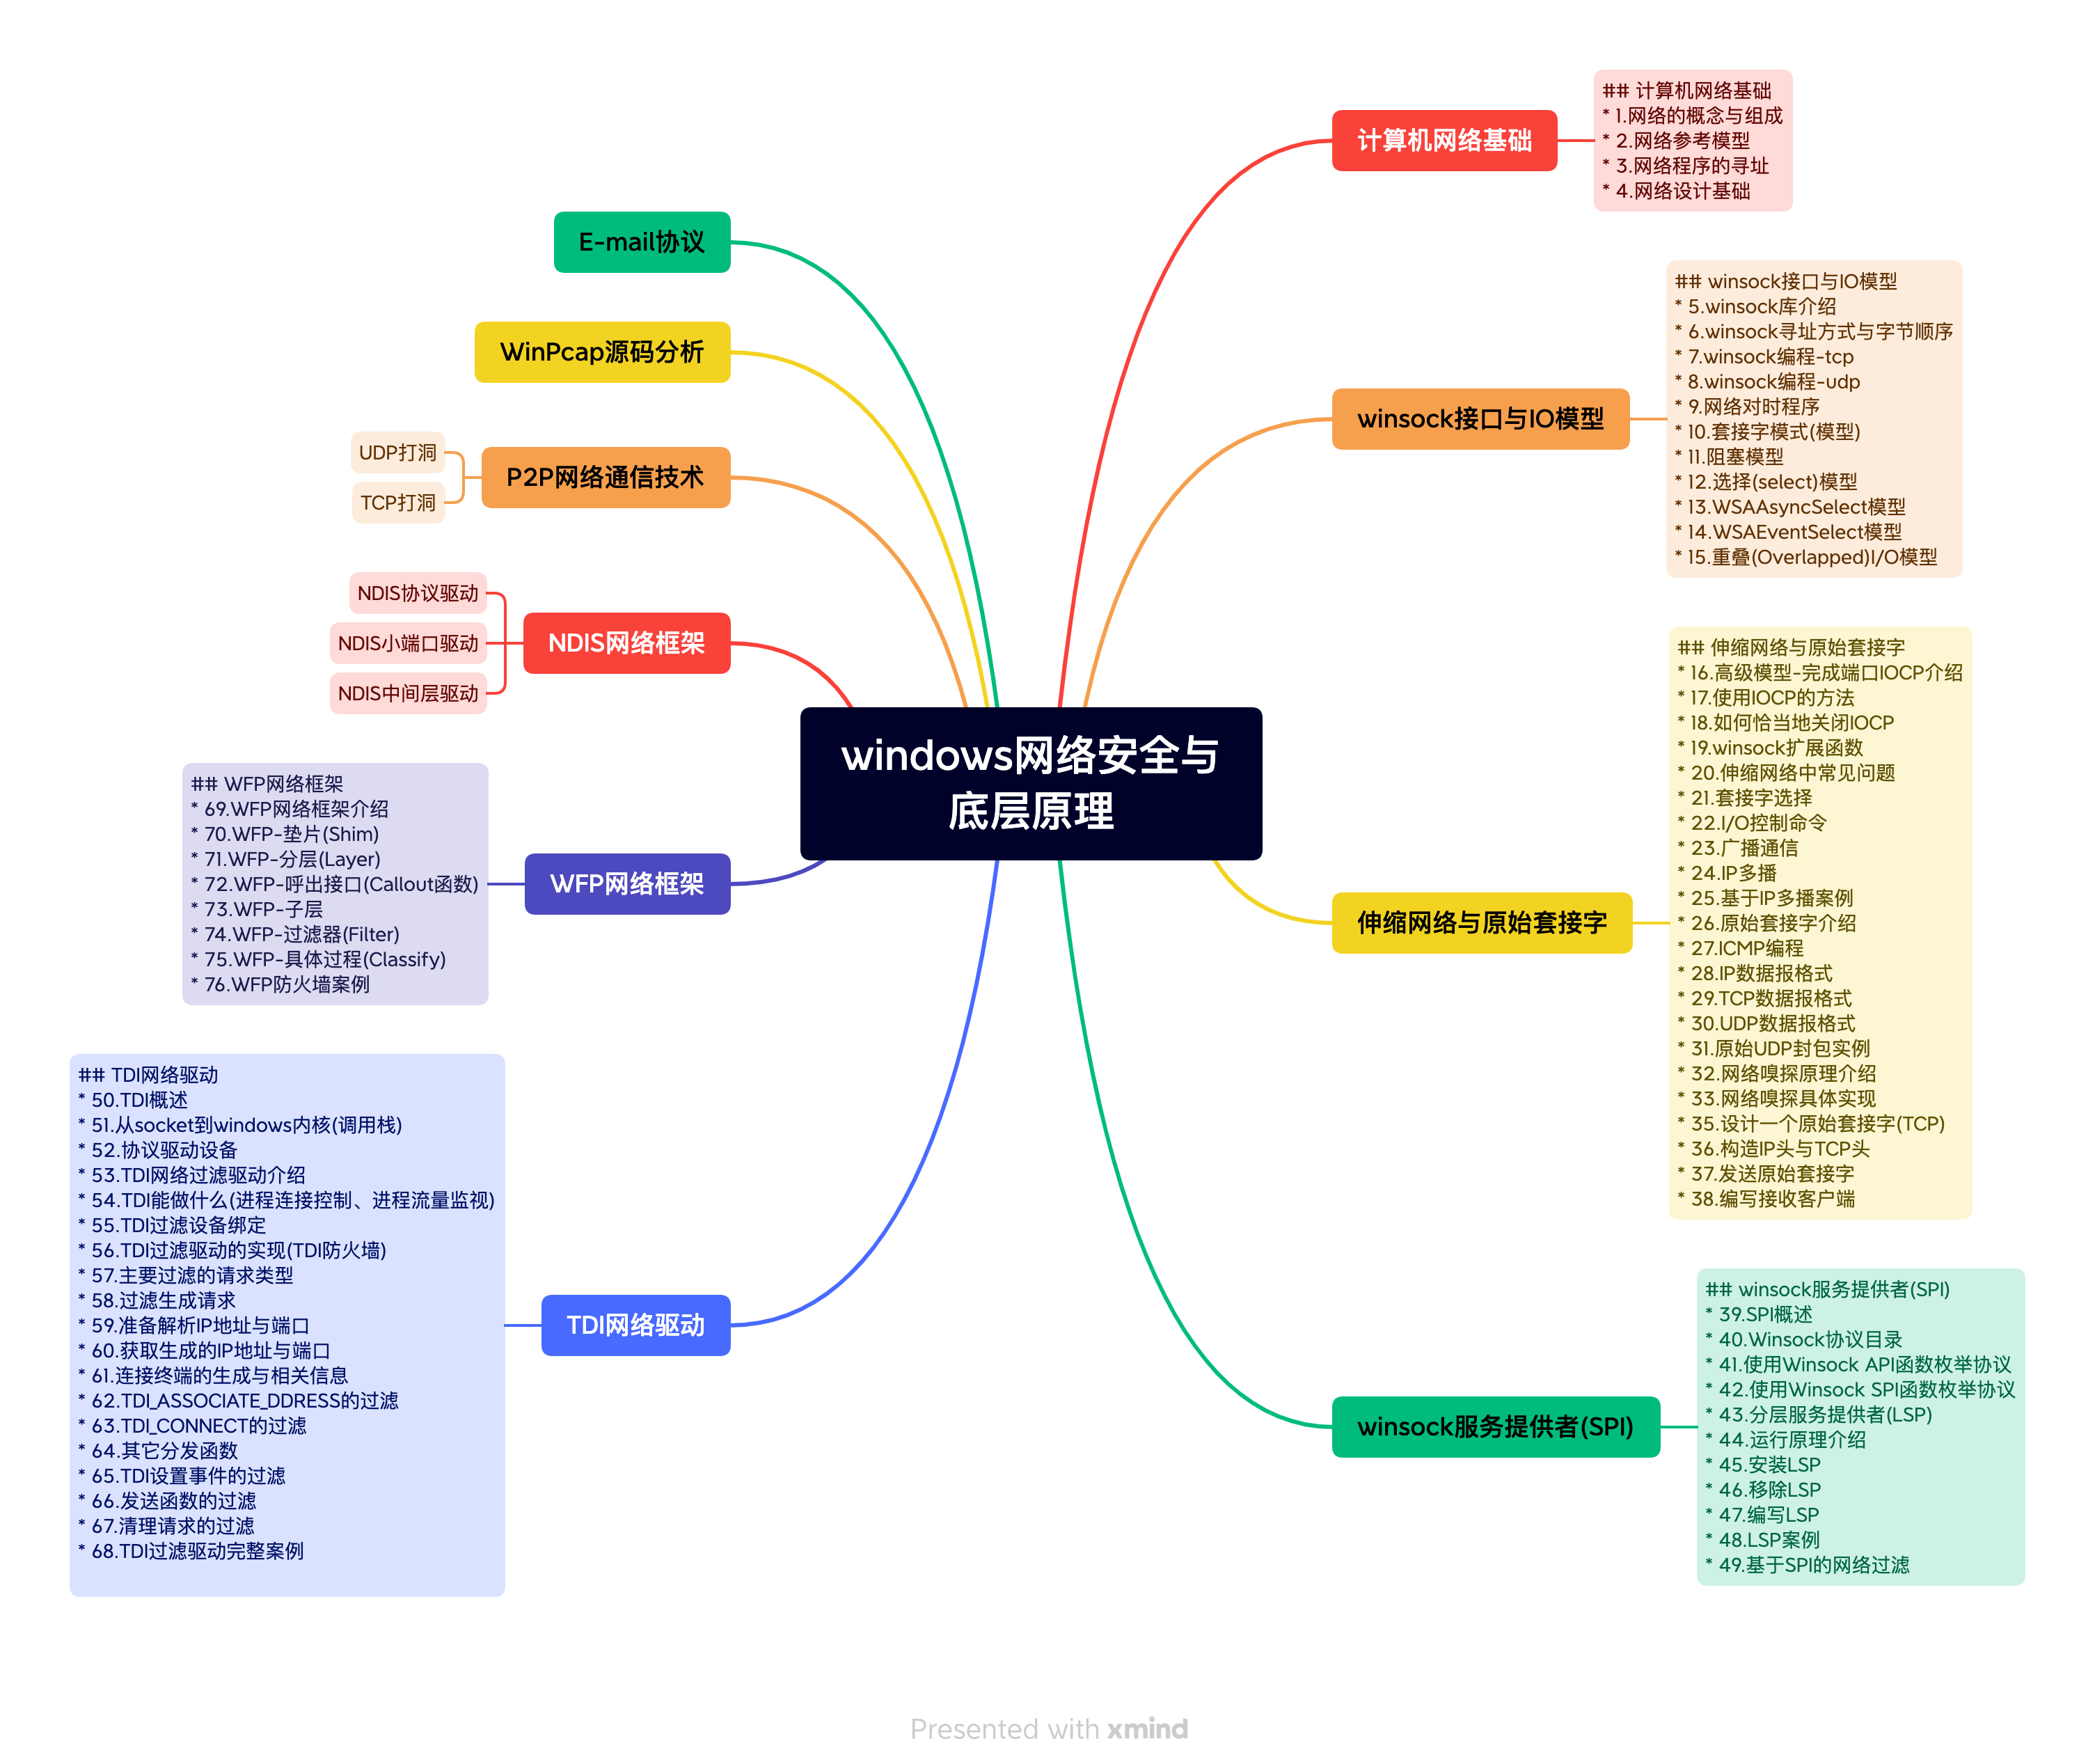 windows网络安全与
底层原理
计算机网络基础
## 计算机网络基础
* 1.网络的概念与组成
* 2.网络参考模型
* 3.网络程序的寻址
* 4.网络设计基础
winsock接口与IO模型
## winsock接口与IO模型
* 5.winsock库介绍
* 6.winsock寻址方式与字节顺序
* 7.winsock编程-tcp
* 8.winsock编程-udp
* 9.网络对时程序
* 10.套接字模式(模型)
* 11.阻塞模型
* 12.选择(select)模型
* 13.WSAAsyncSelect模型
* 14.WSAEventSelect模型
* 15.重叠(Overlapped)I/O模型
伸缩网络与原始套接字
## 伸缩网络与原始套接字
* 16.高级模型-完成端口IOCP介绍
* 17.使用IOCP的方法
* 18.如何恰当地关闭IOCP
* 19.winsock扩展函数
* 20.伸缩网络中常见问题
* 21.套接字选择
* 22.I/O控制命令
* 23.广播通信
* 24.IP多播
* 25.基于IP多播案例
* 26.原始套接字介绍
* 27.ICMP编程
* 28.IP数据报格式
* 29.TCP数据报格式
* 30.UDP数据报格式
* 31.原始UDP封包实例
* 32.网络嗅探原理介绍
* 33.网络嗅探具体实现
* 35.设计一个原始套接字(TCP)
* 36.构造IP头与TCP头
* 37.发送原始套接字
* 38.编写接收客户端
winsock服务提供者(SPI)
## winsock服务提供者(SPI)
* 39.SPI概述
* 40.Winsock协议目录
* 41.使用Winsock API函数枚举协议
* 42.使用Winsock SPI函数枚举协议
* 43.分层服务提供者(LSP)
* 44.运行原理介绍
* 45.安装LSP
* 46.移除LSP
* 47.编写LSP
* 48.LSP案例
* 49.基于SPI的网络过滤
TDI网络驱动
## TDI网络驱动
* 50.TDI概述
* 51.从socket到windows内核(调用栈)
* 52.协议驱动设备
* 53.TDI网络过滤驱动介绍
* 54.TDI能做什么(进程连接控制、进程流量监视)
* 55.TDI过滤设备绑定
* 56.TDI过滤驱动的实现(TDI防火墙)
* 57.主要过滤的请求类型
* 58.过滤生成请求
* 59.准备解析IP地址与端口
* 60.获取生成的IP地址与端口
* 61.连接终端的生成与相关信息
* 62.TDI_ASSOCIATE_DDRESS的过滤
* 63.TDI_CONNECT的过滤
* 64.其它分发函数
* 65.TDI设置事件的过滤
* 66.发送函数的过滤
* 67.清理请求的过滤
* 68.TDI过滤驱动完整案例
WFP网络框架
## WFP网络框架
* 69.WFP网络框架介绍
* 70.WFP-垫片(Shim)
* 71.WFP-分层(Layer)
* 72.WFP-呼出接口(Callout函数)
* 73.WFP-子层
* 74.WFP-过滤器(Filter)
* 75.WFP-具体过程(Classify)
* 76.WFP防火墙案例
NDIS网络框架
NDIS协议驱动
NDIS小端口驱动
NDIS中间层驱动
P2P网络通信技术
UDP打洞
TCP打洞
WinPcap源码分析
E-mail协议
Presented with xmind